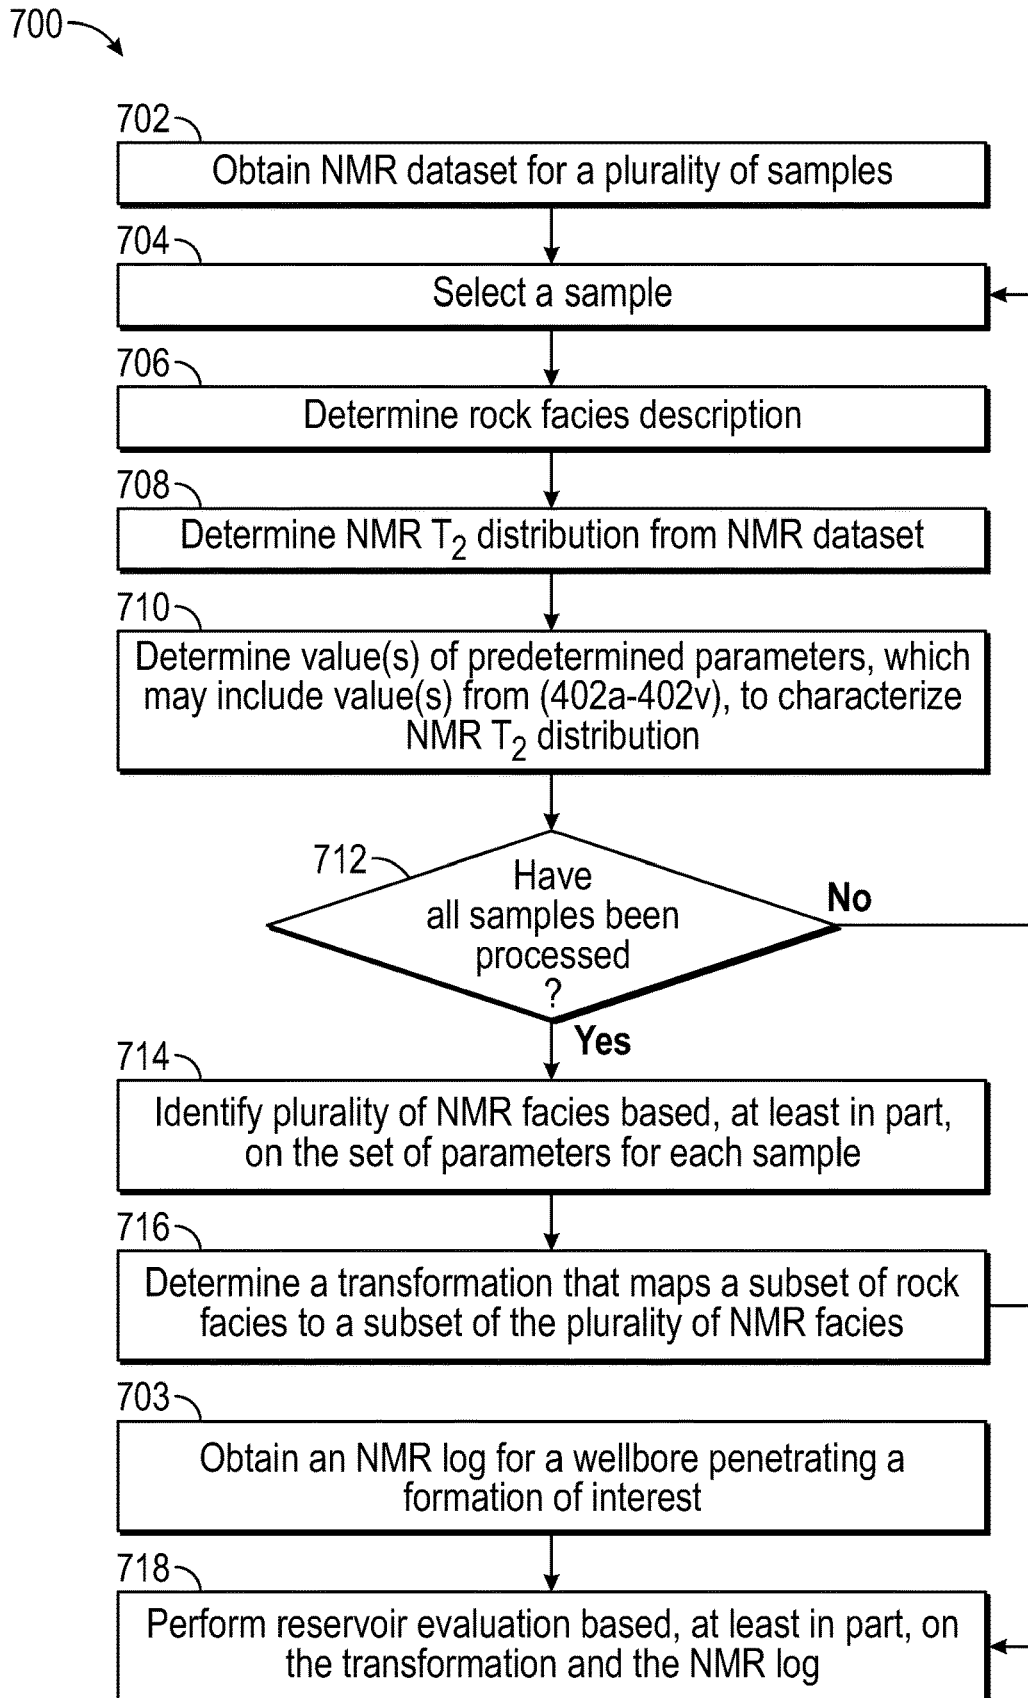 700
702
Obtain NMR dataset for a plurality of samples
704
Select a sample
706
Determine rock facies description
708
Determine NMR T2 distribution from NMR dataset
710
Determine value(s) of predetermined parameters, which
may include value(s) from (402a-402v), to characterize
NMR T2 distribution
712
Have
all samples been
processed
?
No
Yes
714
Identify plurality of NMR facies based, at least in part,
on the set of parameters for each sample
716
Determine a transformation that maps a subset of rock
facies to a subset of the plurality of NMR facies
703
Obtain an NMR log for a wellbore penetrating a
formation of interest
718
Perform reservoir evaluation based, at least in part, on
the transformation and the NMR log